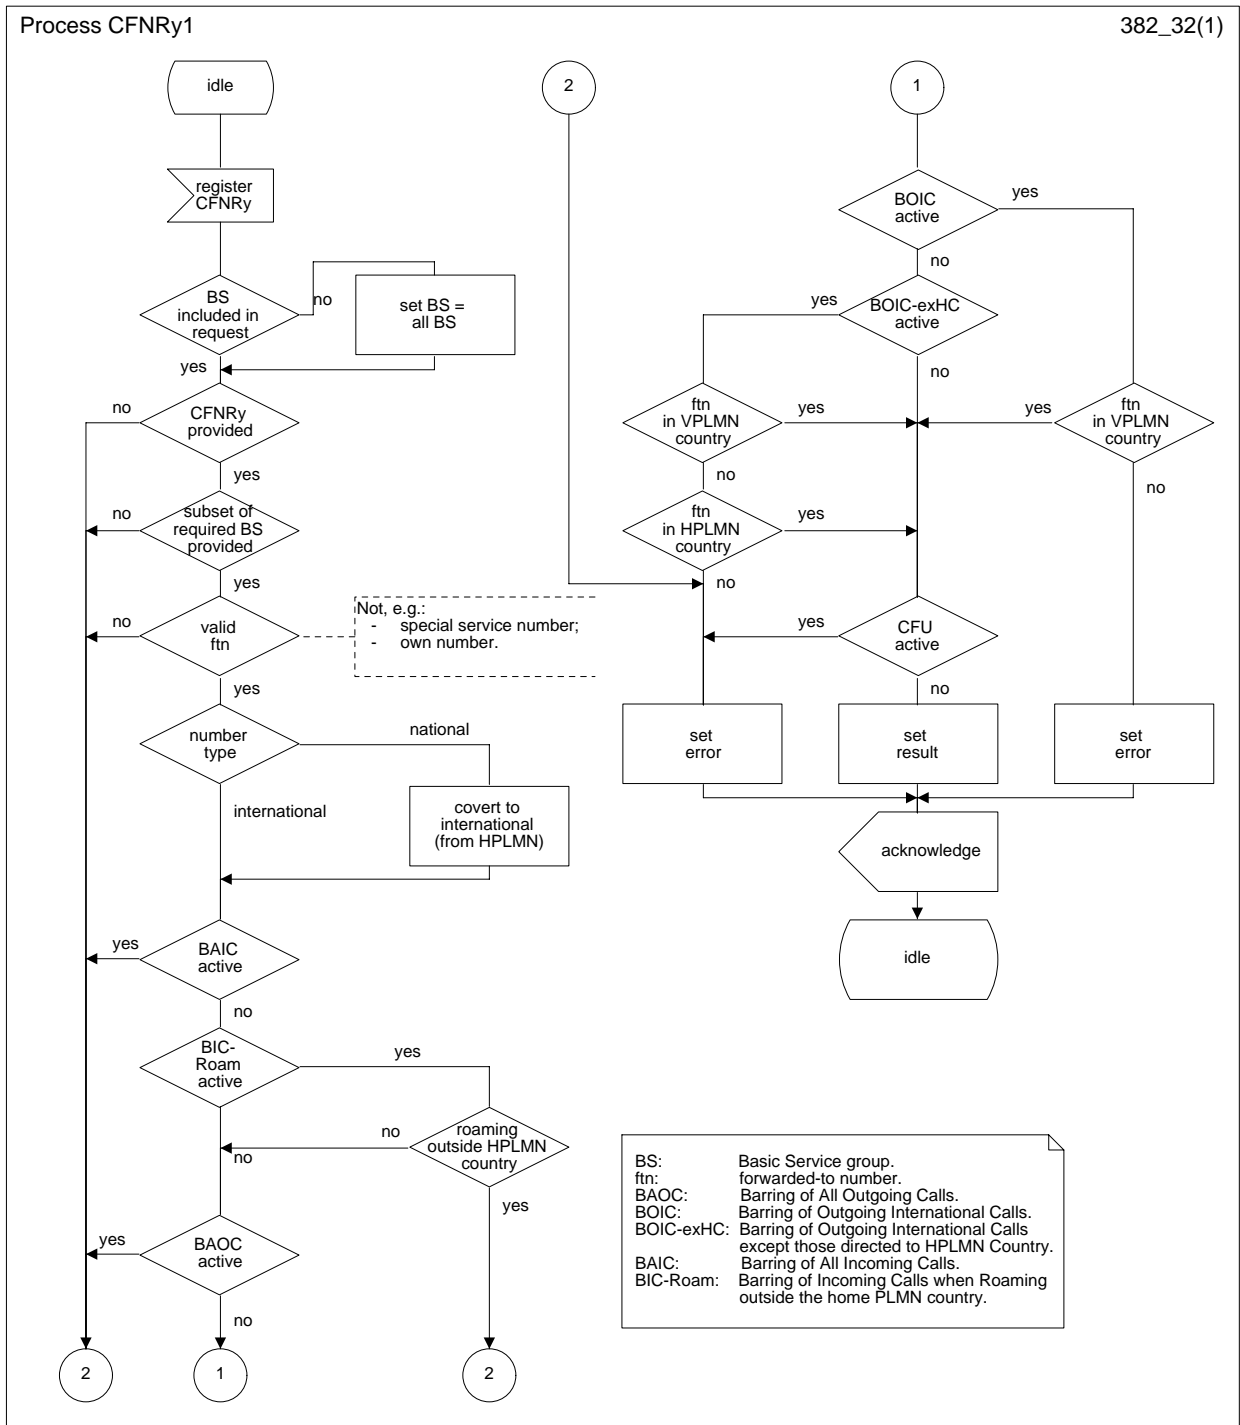 Process CFNRy1
382_32(1)
idle
register
CFNRy
BS
included in
request
no
set BS =
all BS
yes
CFNRy
provided
no
yes
subset of
required BS
provided
no
yes
valid
ftn
no
Not, e.g.:
- special service number;
- own number.
yes
number
type
national
international
covert to
international
(from HPLMN)
BAIC
active
yes
no
BIC-
Roam
active
yes
no
roaming
outside HPLMN
country
no
yes
BAOC
active
yes
no
2
1
2
2
1
BOIC
active
yes
no
BOIC-exHC
active
yes
no
ftn
in VPLMN
country
yes
no
yes
ftn
in VPLMN
country
no
ftn
in HPLMN
country
yes
no
CFU
active
yes
no
set
error
set
result
set
error
acknowledge
idle
BS: Basic Service group.
ftn: forwarded-to number.
BAOC: Barring of All Outgoing Calls.
BOIC: Barring of Outgoing International Calls.
BOIC-exHC: Barring of Outgoing International Calls
except those directed to HPLMN Country.
BAIC: Barring of All Incoming Calls.
BIC-Roam: Barring of Incoming Calls when Roaming
outside the home PLMN country.